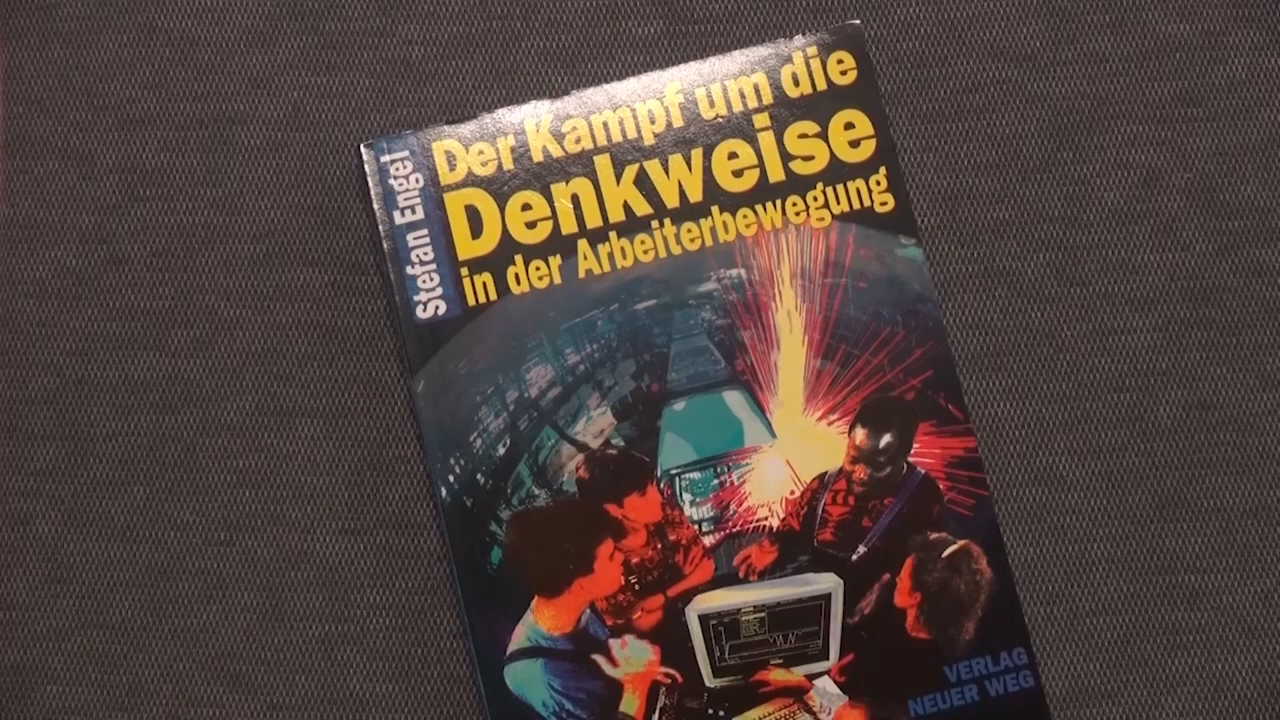 Stefan Engel
Der Kampf um die
Denkweise
in der Arbeiterbewegung
VERLAG
NEUER WEG